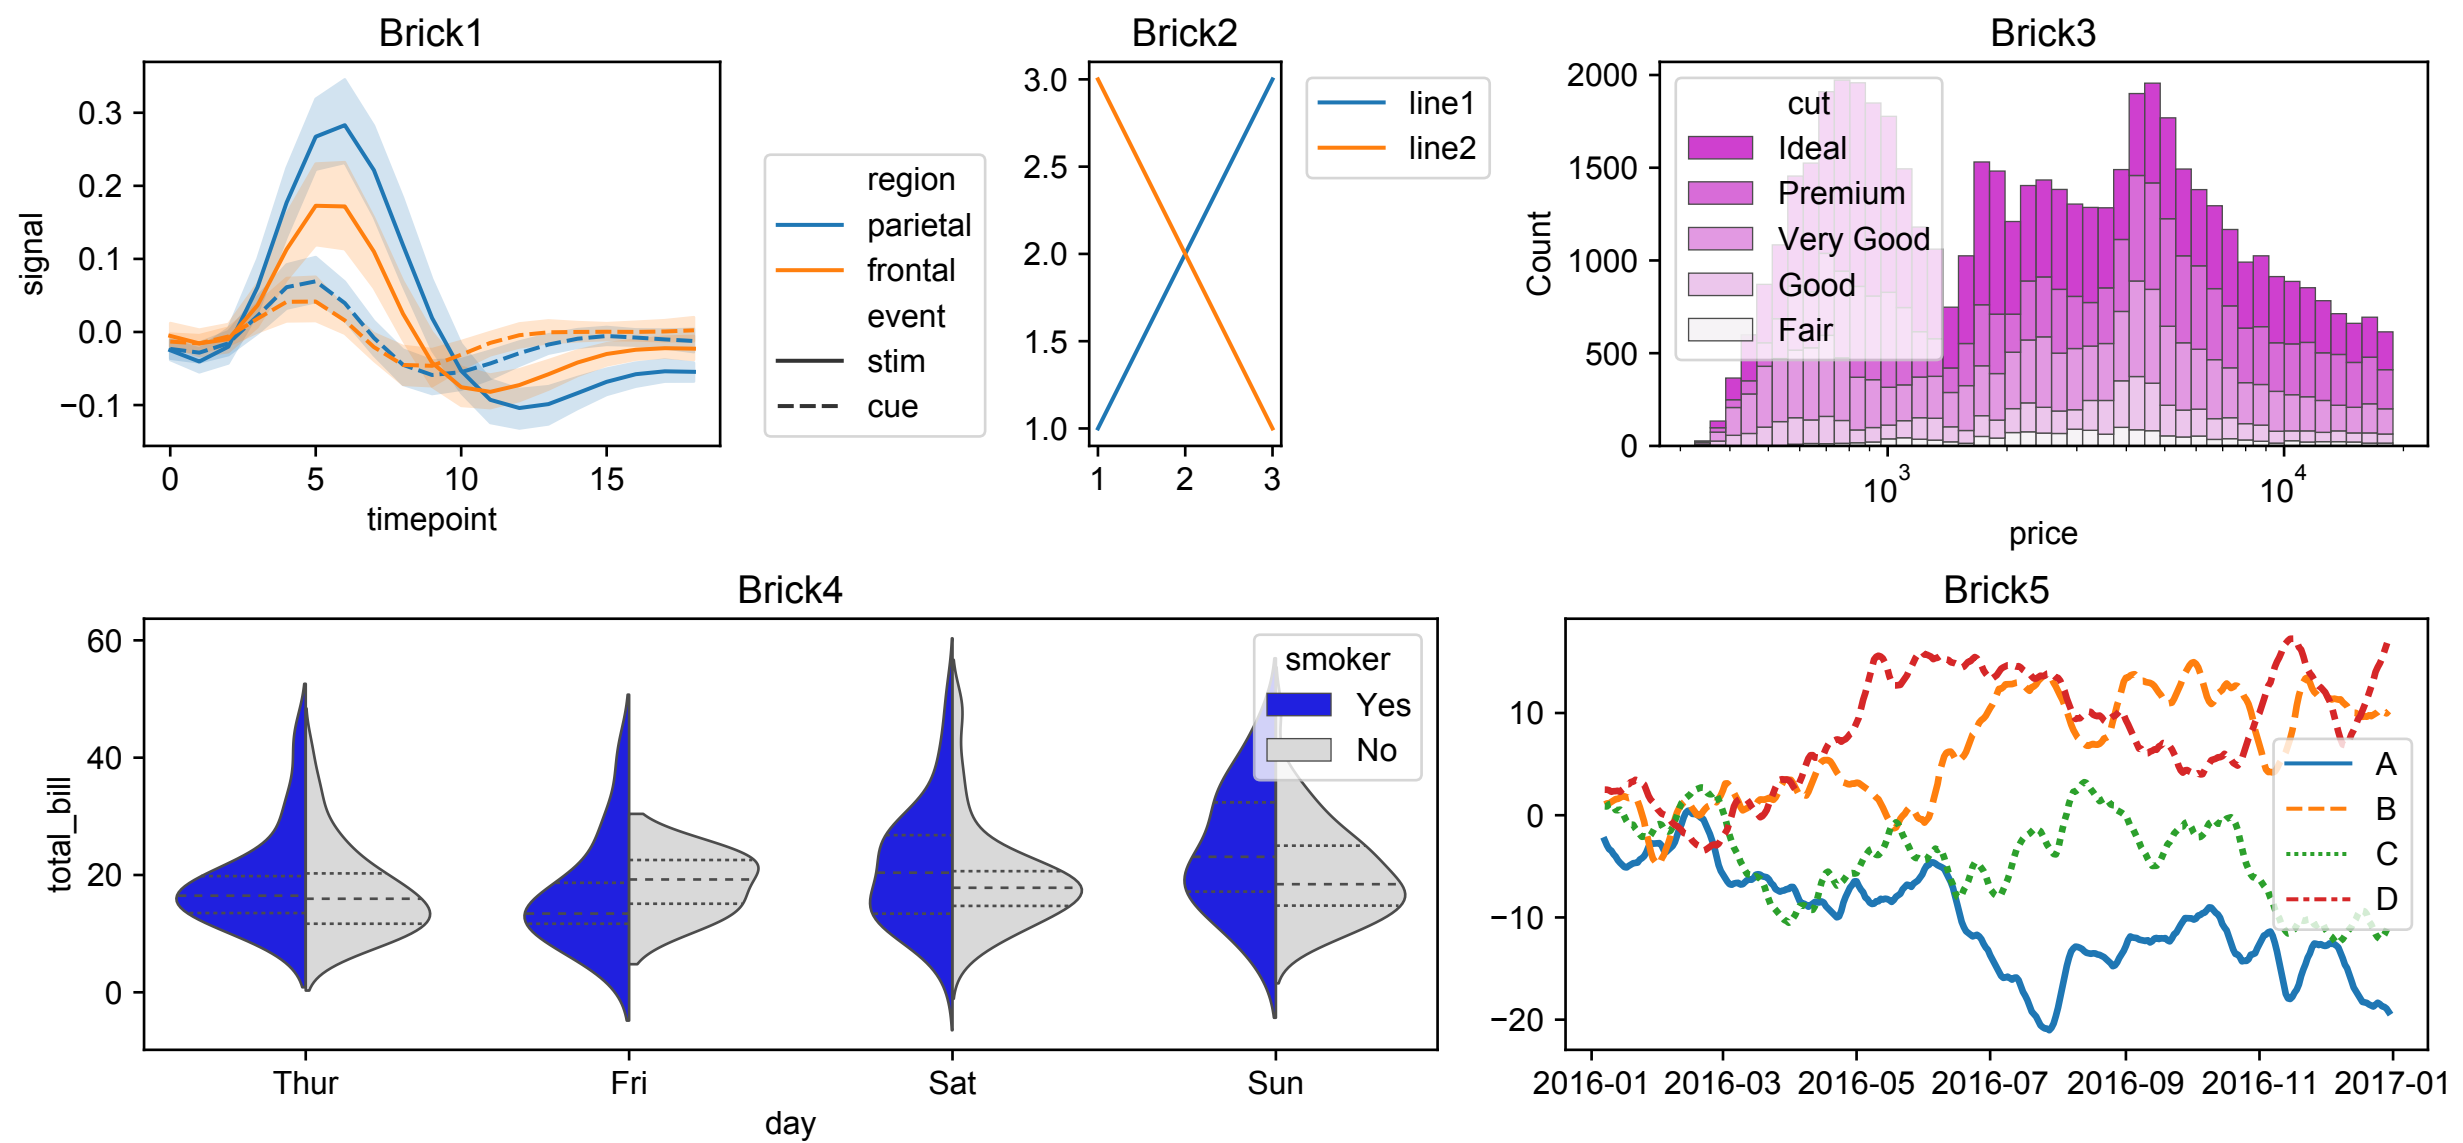 Brick1
signal
0.3
0.2
0.1
0.0
−0.1
0 5 10 15
timepoint
region
parietal
frontal
event
stim
cue
Brick2
3.0
2.5
2.0
1.5
1.0
1 2 3
line1
line2
Brick3
Count
2000
1500
1000
500
0
cut
Ideal
Premium
Very Good
Good
Fair
10³ 10⁴
price
Brick4
total_bill
60
40
20
0
smoker
Yes
No
Thur Fri Sat Sun
day
Brick5
10
0
−10
−20
A
B
C
D
2016-01 2016-03 2016-05 2016-07 2016-09 2016-11 2017-01